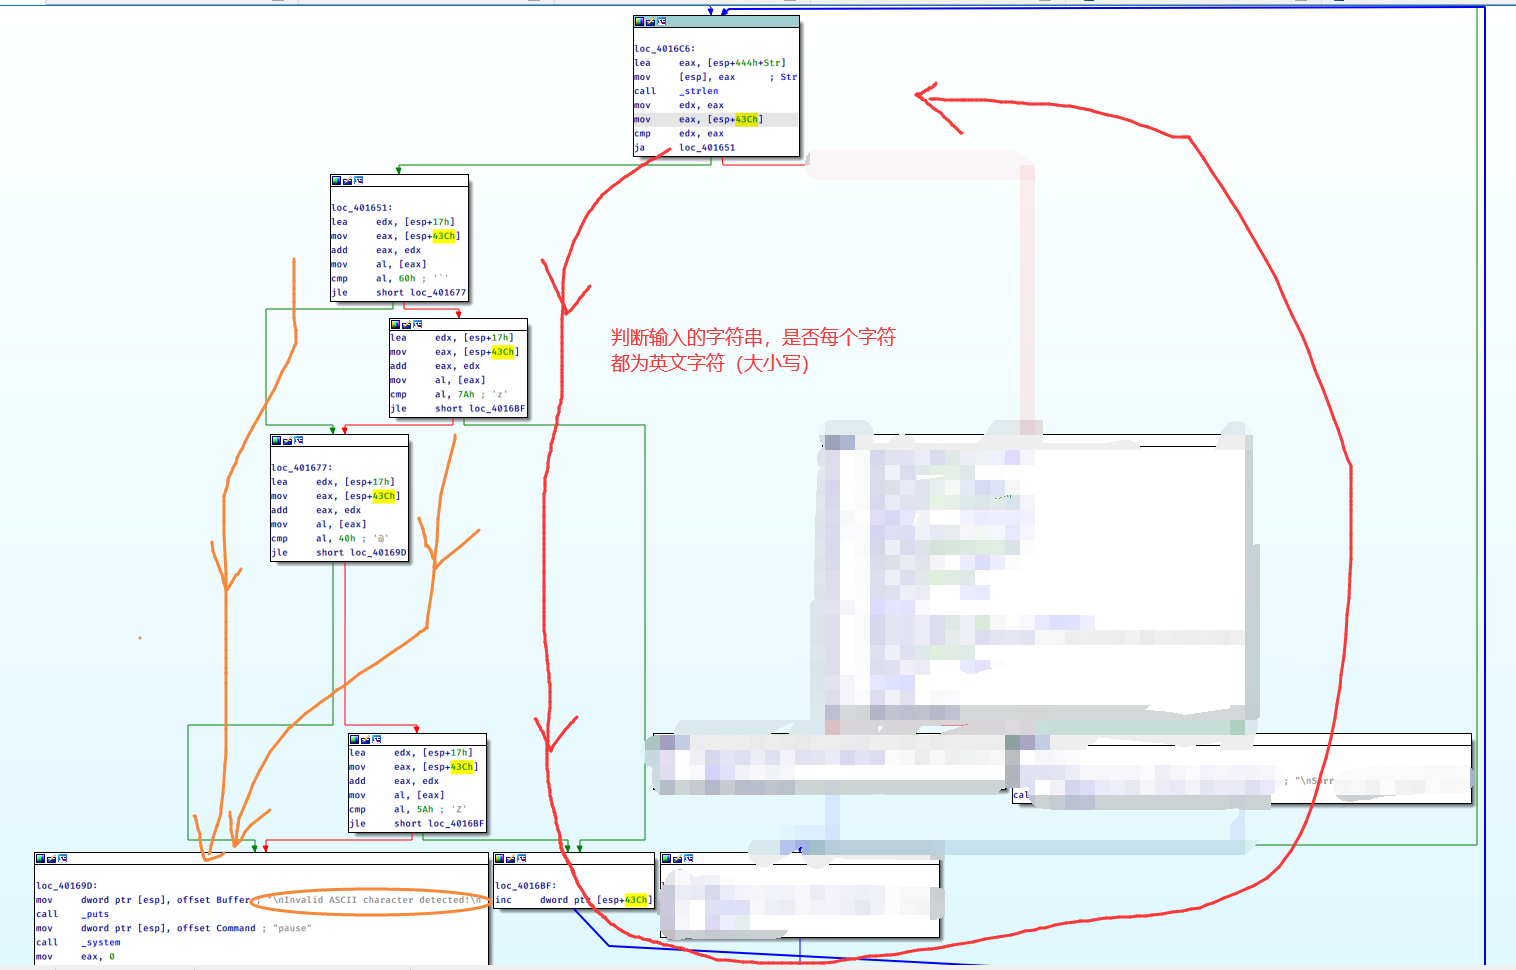 loc_4016C6:
lea eax, [esp+444h+Str]
mov [esp], eax ; Str
call _strlen
mov edx, eax
mov eax, [esp+43Ch]
cmp edx, eax
ja loc_401651
loc_401651:
lea edx, [esp+17h]
mov eax, [esp+43Ch]
add eax, edx
mov al, [eax]
cmp al, 60h ; '`'
jle short loc_401677
lea edx, [esp+17h]
mov eax, [esp+43Ch]
add eax, edx
mov al, [eax]
cmp al, 7Ah ; 'z'
jle short loc_4016BF
判断输入的字符串，是否每个字符
都为英文字符（大小写）
loc_401677:
lea edx, [esp+17h]
mov eax, [esp+43Ch]
add eax, edx
mov al, [eax]
cmp al, 40h ; '@'
jle short loc_40169D
lea edx, [esp+17h]
mov eax, [esp+43Ch]
add eax, edx
mov al, [eax]
cmp al, 5Ah ; 'Z'
jle short loc_4016BF
; "\nSorr
cal
loc_40169D:
mov dword ptr [esp], offset Buffer ; "\nInvalid ASCII character detected!\n
call _puts
mov dword ptr [esp], offset Command ; "pause"
call _system
mov eax, 0
loc_4016BF:
inc dword ptr [esp+43Ch]